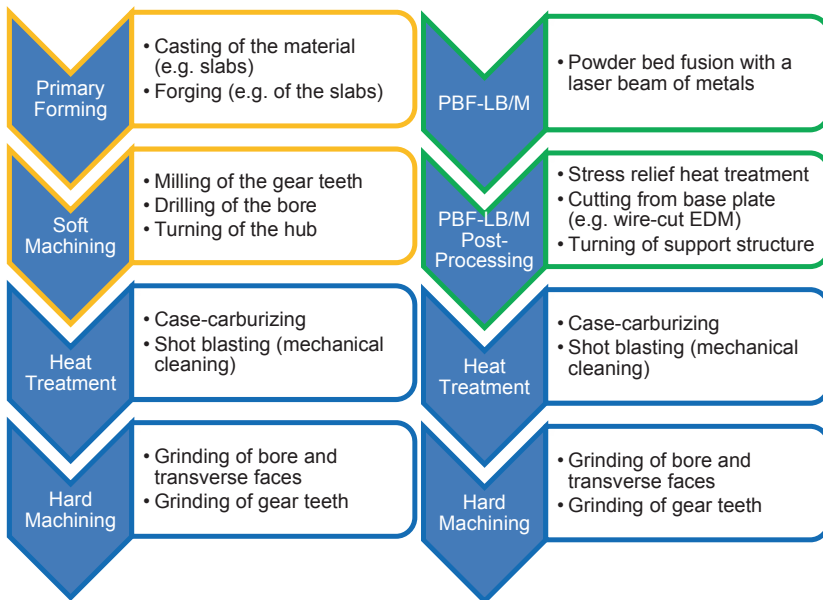 Primary
Forming
• Casting of the material
(e.g. slabs)
• Forging (e.g. of the slabs)
Soft
Machining
• Milling of the gear teeth
• Drilling of the bore
• Turning of the hub
Heat
Treatment
• Case-carburizing
• Shot blasting (mechanical
cleaning)
Hard
Machining
• Grinding of bore and
transverse faces
• Grinding of gear teeth
PBF-LB/M
• Powder bed fusion with a
laser beam of metals
PBF-LB/M
Post-
Processing
• Stress relief heat treatment
• Cutting from base plate
(e.g. wire-cut EDM)
• Turning of support structure
Heat
Treatment
• Case-carburizing
• Shot blasting (mechanical
cleaning)
Hard
Machining
• Grinding of bore and
transverse faces
• Grinding of gear teeth